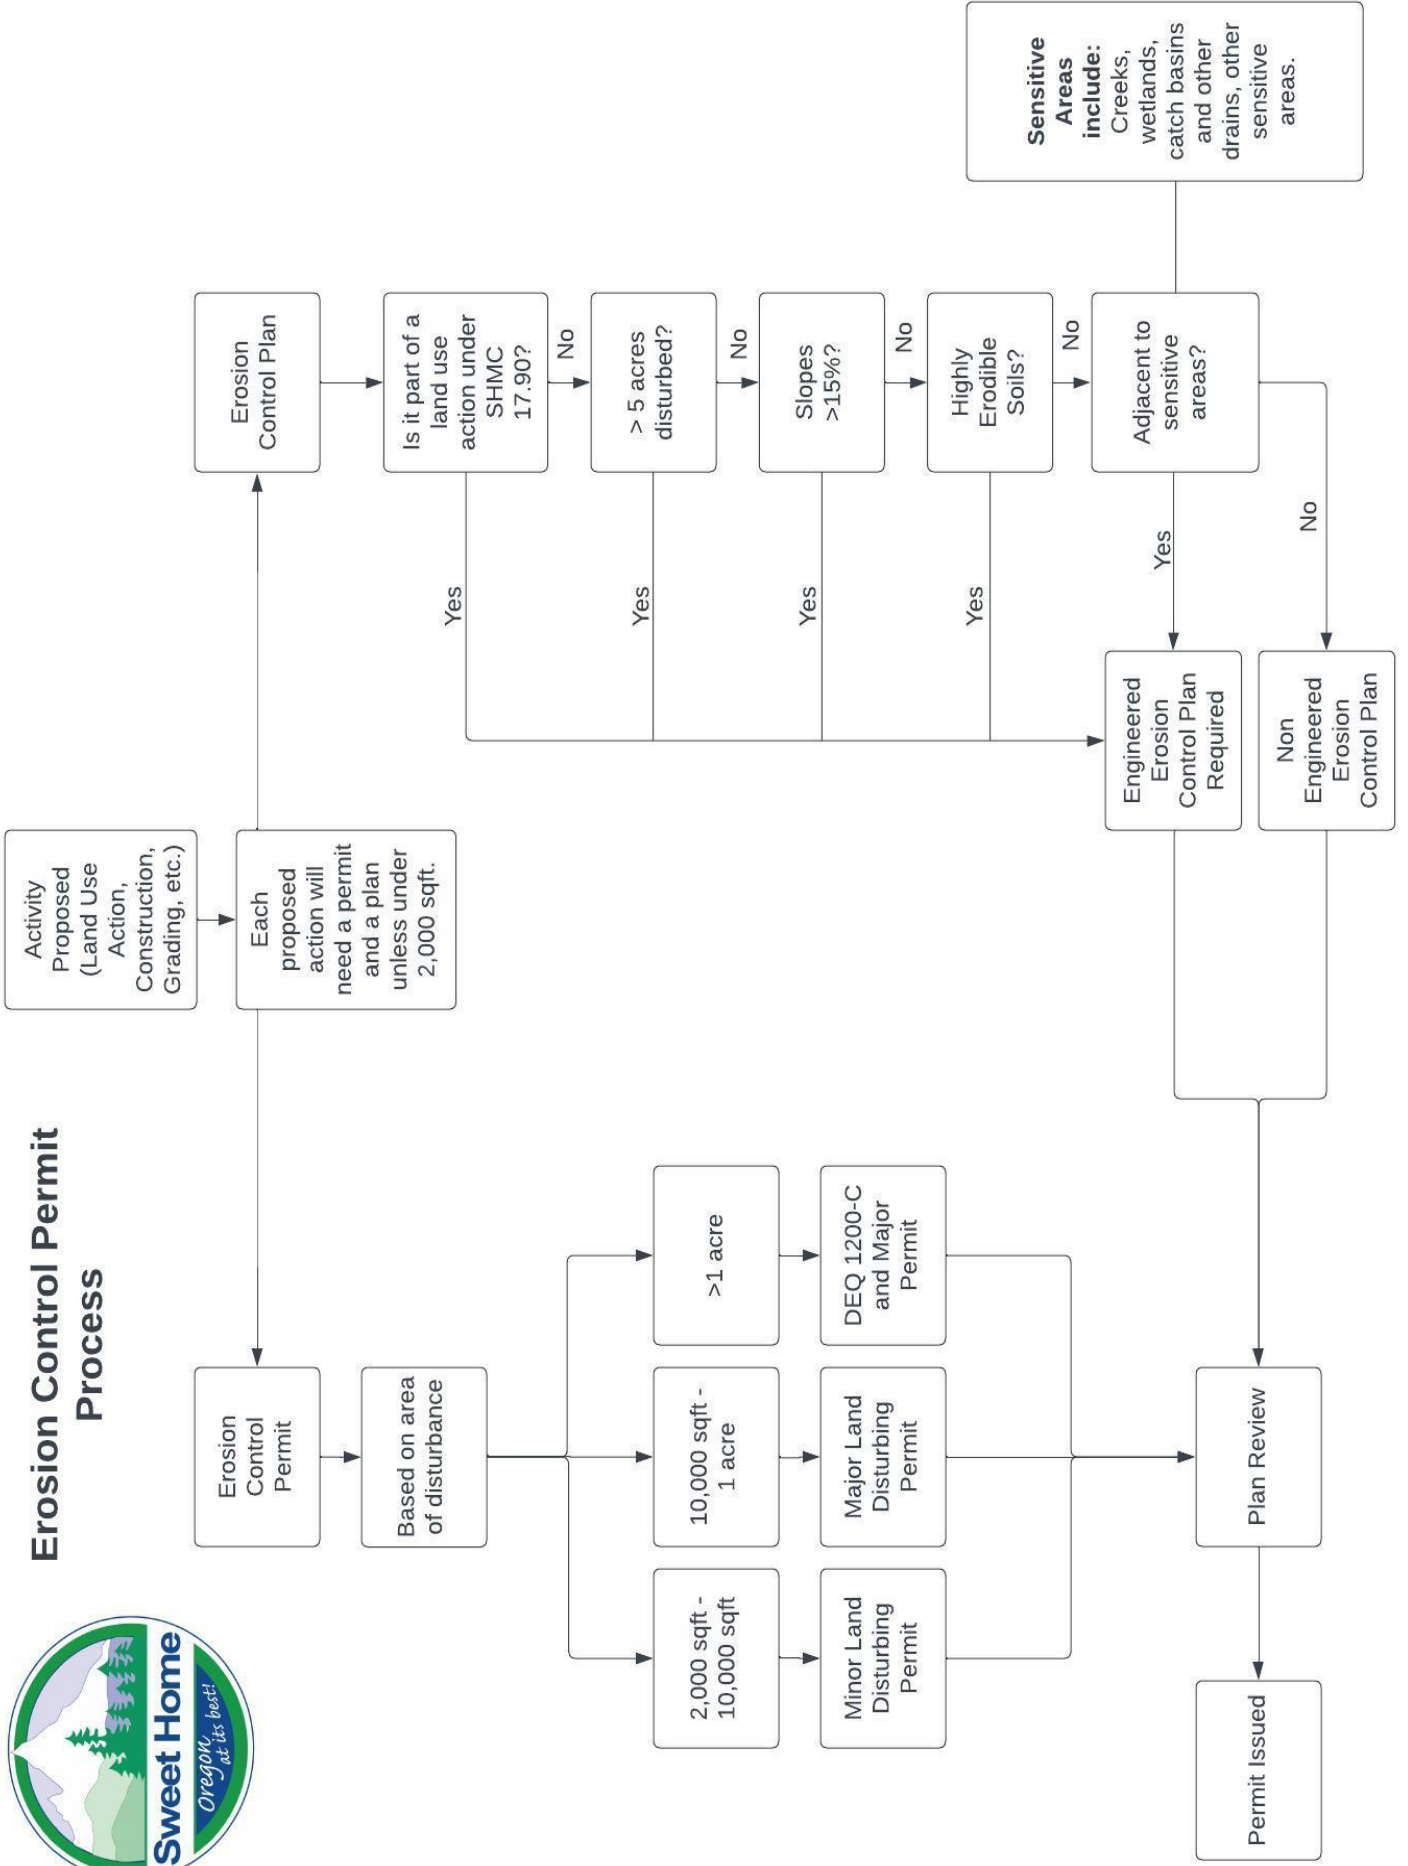 Sweet Home
Oregon
at its best!
Erosion Control Permit
Process
Activity
Proposed
(Land Use
Action,
Construction,
Grading, etc.)
Each
proposed
action will
need a permit
and a plan
unless under
2,000 sqft.
Erosion
Control
Permit
Based on area
of disturbance
2,000 sqft -
10,000 sqft
10,000 sqft -
1 acre
>1 acre
Minor Land
Disturbing
Permit
Major Land
Disturbing
Permit
DEQ 1200-C
and Major
Permit
Erosion
Control Plan
Is it part of a
land use
action under
SHMC
17.90?
Yes
No
> 5 acres
disturbed?
Yes
No
Slopes
>15%?
Yes
No
Highly
Erodible
Soils?
Yes
No
Adjacent to
sensitive
areas?
Yes
No
Sensitive
Areas
include:
Creeks,
wetlands,
catch basins
and other
drains, other
sensitive
areas.
Engineered
Erosion
Control Plan
Required
Non
Engineered
Erosion
Control Plan
Plan Review
Permit Issued